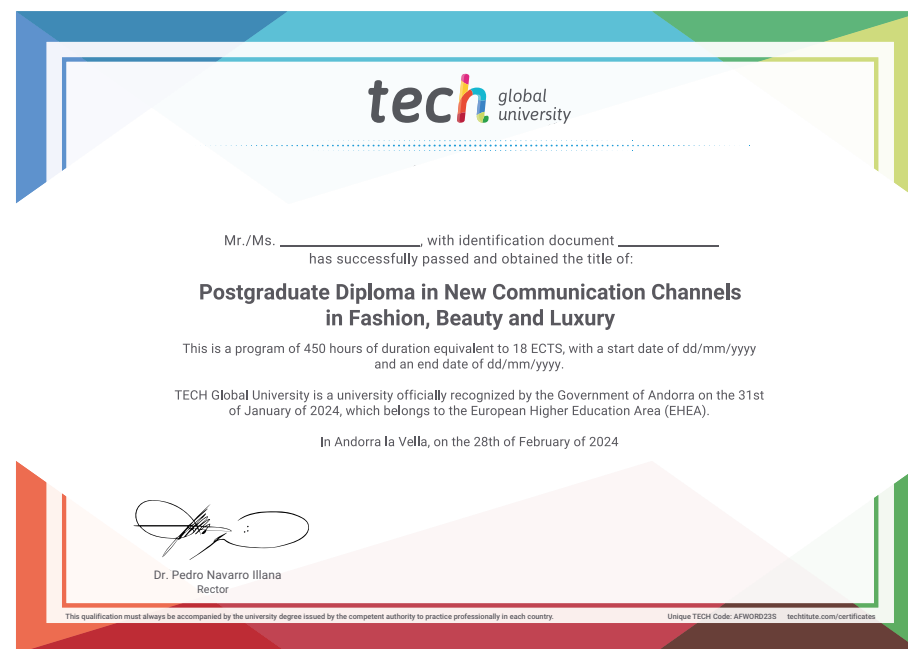 tech global university
Mr./Ms. ____________________, with identification document ______________
has successfully passed and obtained the title of:
Postgraduate Diploma in New Communication Channels
in Fashion, Beauty and Luxury
This is a program of 450 hours of duration equivalent to 18 ECTS, with a start date of dd/mm/yyyy
and an end date of dd/mm/yyyy.
TECH Global University is a university officially recognized by the Government of Andorra on the 31st
of January of 2024, which belongs to the European Higher Education Area (EHEA).
In Andorra la Vella, on the 28th of February of 2024
Dr. Pedro Navarro Illana
Rector
This qualification must always be accompanied by the university degree issued by the competent authority to practice professionally in each country. Unique TECH Code: AFWORD23S techtitute.com/certificates